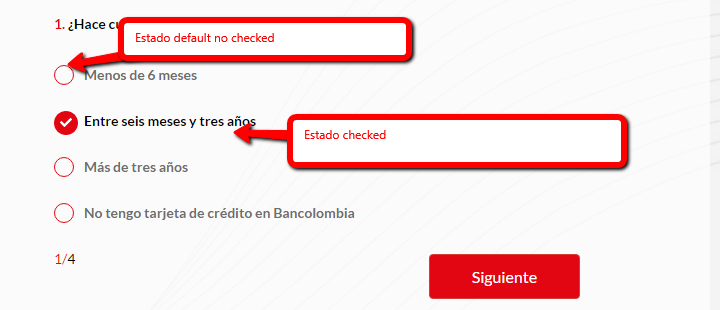 1. ¿Hace
Estado default no checked
Menos de 6 meses
Entre seis meses y tres años
Estado checked
Más de tres años
No tengo tarjeta de crédito en Bancolombia
1/4
Siguiente